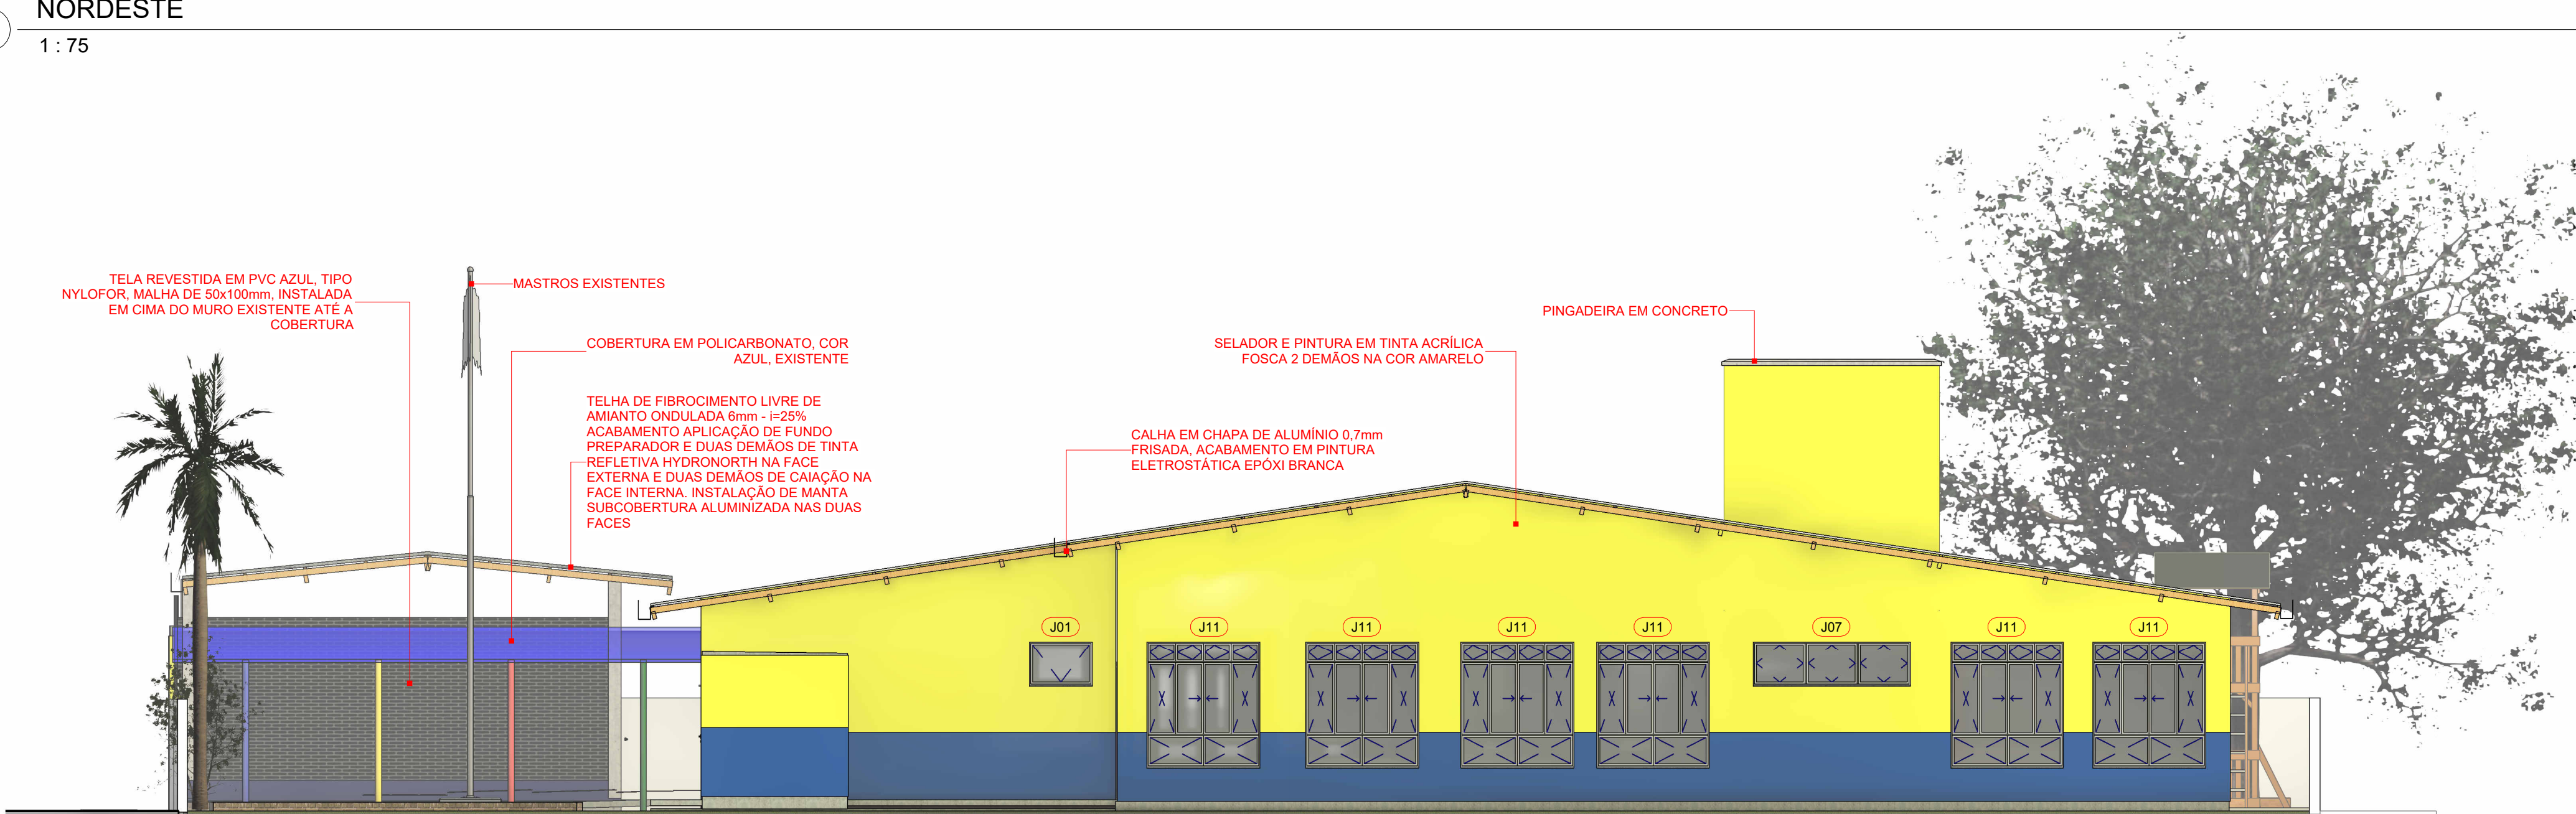 NORDESTE
1 : 75
TELA REVESTIDA EM PVC AZUL, TIPO
NYLOFOR, MALHA DE 50x100mm, INSTALADA
EM CIMA DO MURO EXISTENTE ATÉ A
COBERTURA
MASTROS EXISTENTES
COBERTURA EM POLICARBONATO, COR
AZUL, EXISTENTE
TELHA DE FIBROCIMENTO LIVRE DE
AMIANTO ONDULADA 6mm - i=25%
ACABAMENTO APLICAÇÃO DE FUNDO
PREPARADOR E DUAS DEMÃOS DE TINTA
REFLETIVA HYDRONORTH NA FACE
EXTERNA E DUAS DEMÃOS DE CAIAÇÃO NA
FACE INTERNA. INSTALAÇÃO DE MANTA
SUBCOBERTURA ALUMINIZADA NAS DUAS
FACES
CALHA EM CHAPA DE ALUMÍNIO 0,7mm
FRISADA, ACABAMENTO EM PINTURA
ELETROSTÁTICA EPÓXI BRANCA
SELADOR E PINTURA EM TINTA ACRÍLICA
FOSCA 2 DEMÃOS NA COR AMARELO
PINGADEIRA EM CONCRETO
J01
J11
J11
J11
J11
J07
J11
J11